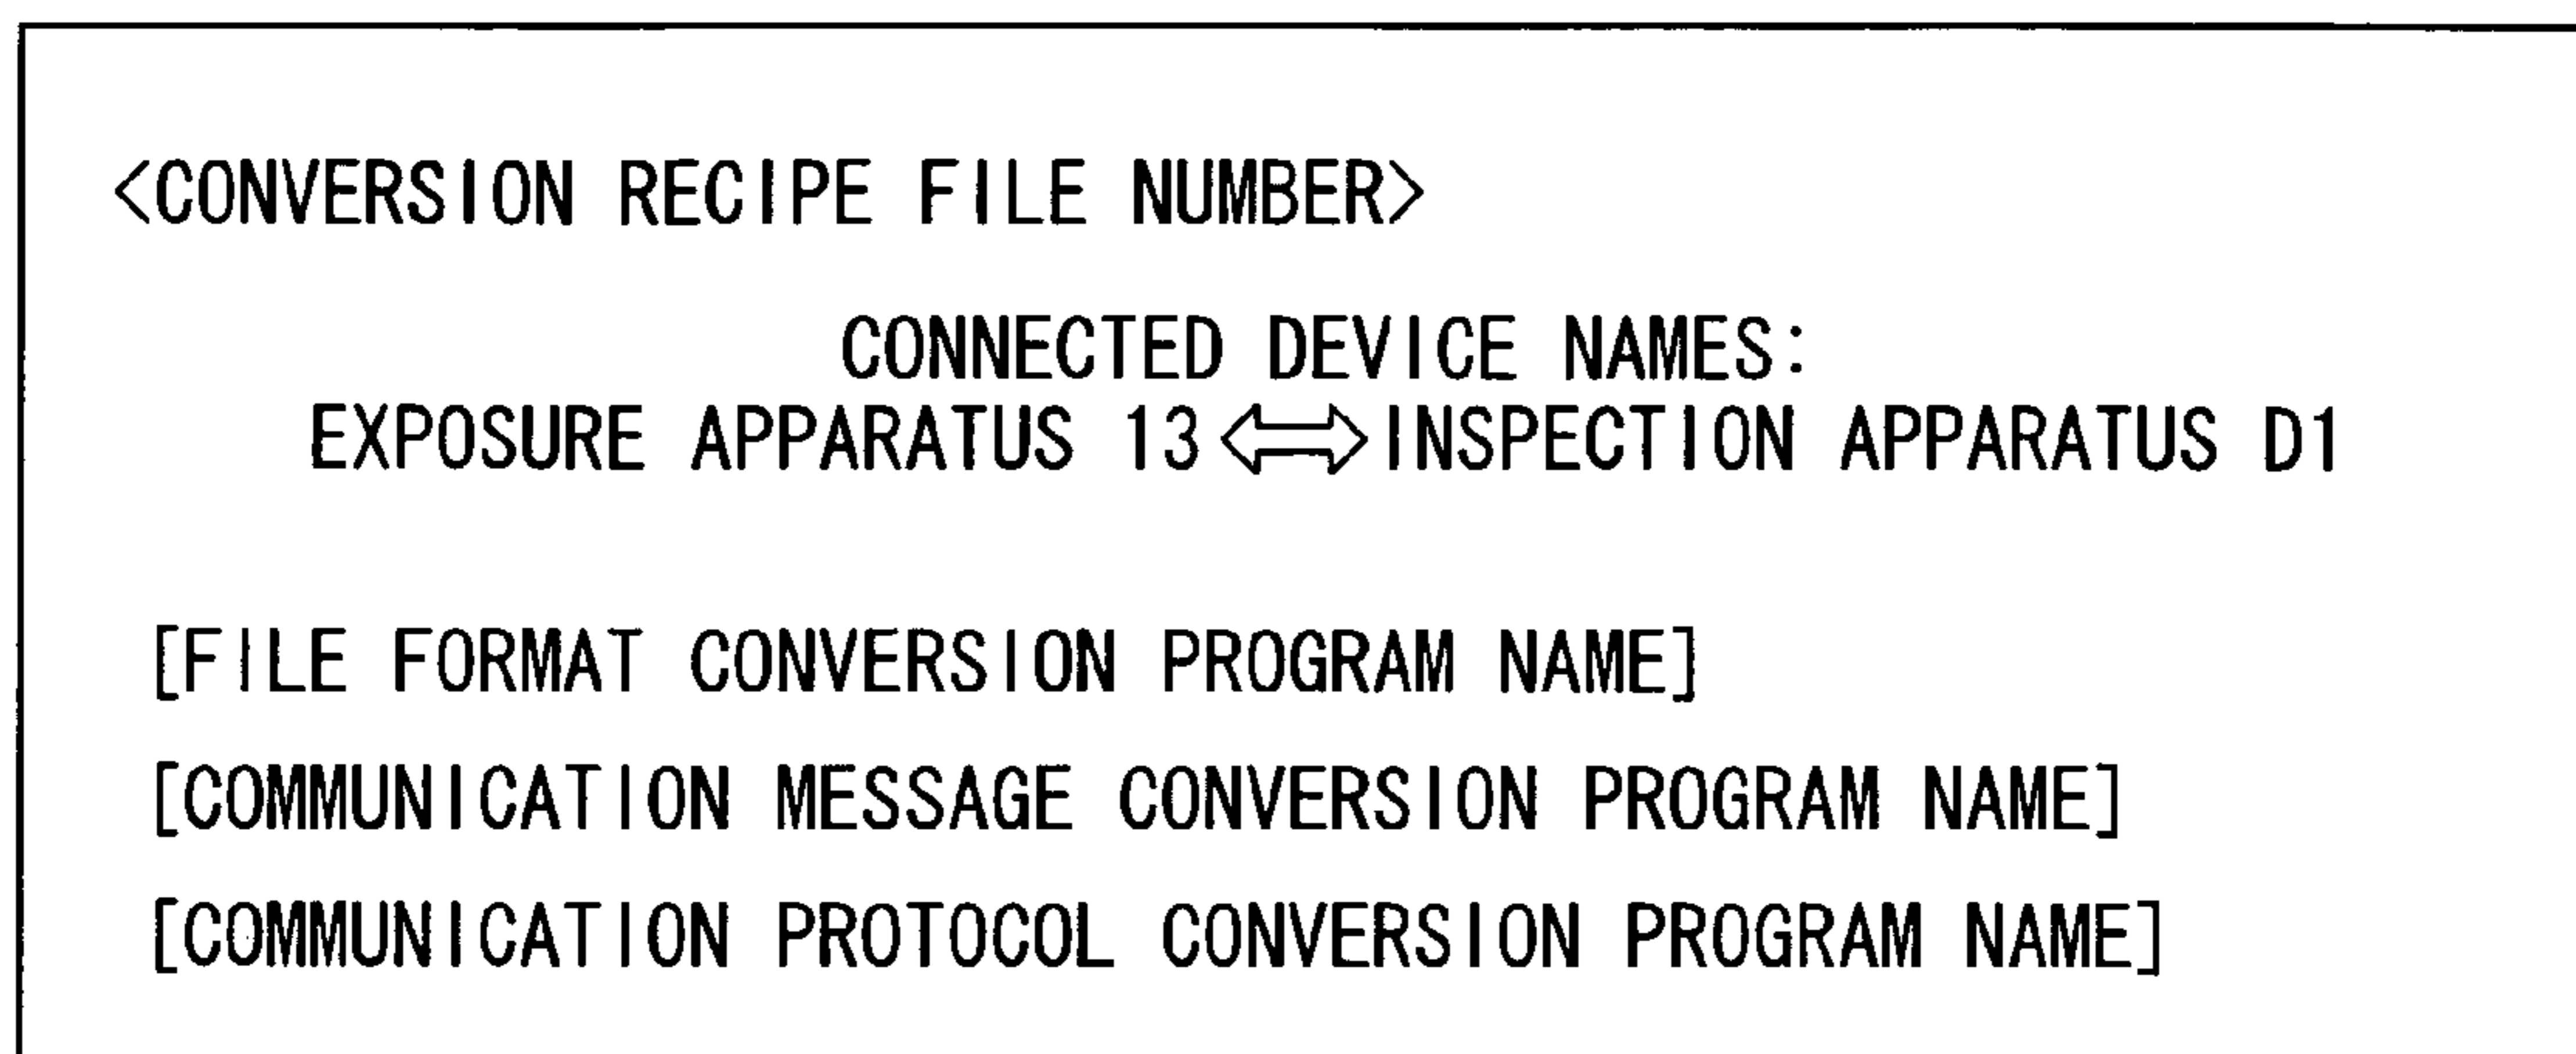 <CONVERSION RECIPE FILE NUMBER>
CONNECTED DEVICE NAMES:
EXPOSURE APPARATUS 13⇔INSPECTION APPARATUS D1
[FILE FORMAT CONVERSION PROGRAM NAME]
[COMMUNICATION MESSAGE CONVERSION PROGRAM NAME]
[COMMUNICATION PROTOCOL CONVERSION PROGRAM NAME]